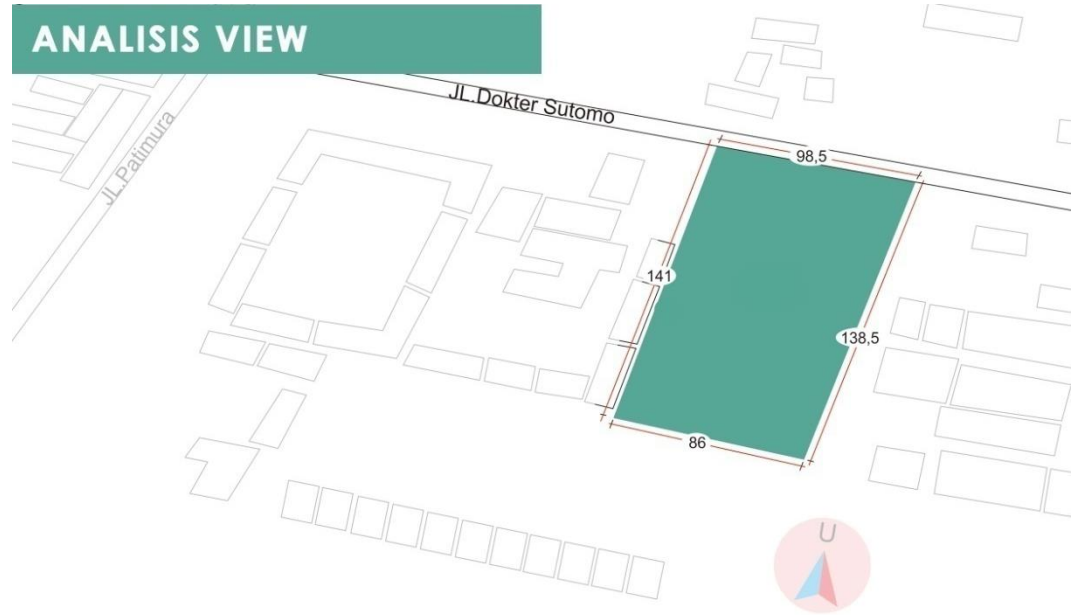 ANALISIS VIEW
JL.Dokter Sutomo
JL.Patimura
98,5
141
138,5
86
U